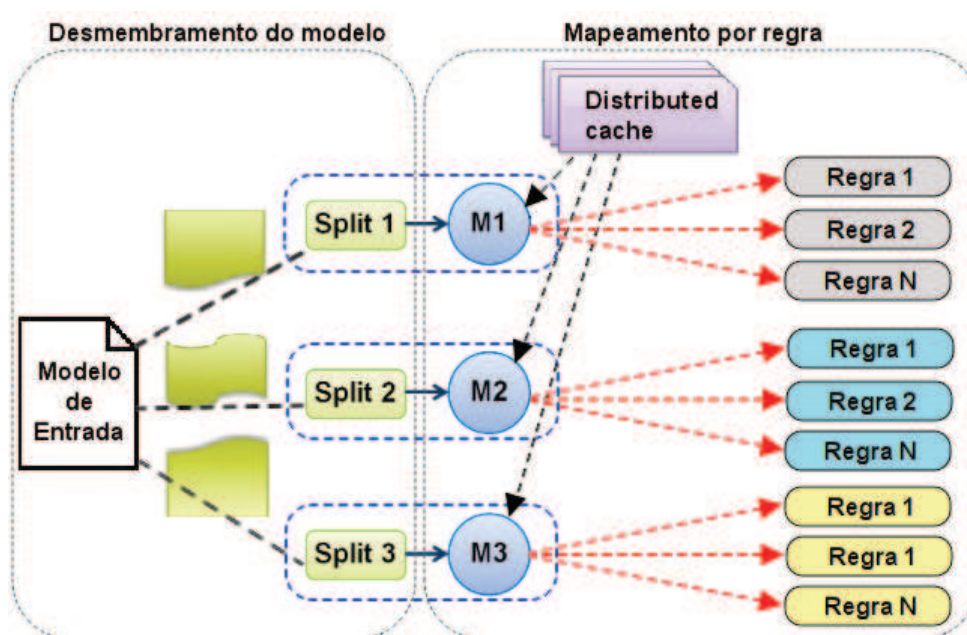 Desmembramento do modelo
Mapeamento por regra
Distributed
cache
Split 1
M1
Regra 1
Regra 2
Regra N
Modelo
de
Entrada
Split 2
M2
Regra 1
Regra 2
Regra N
Split 3
M3
Regra 1
Regra 1
Regra N